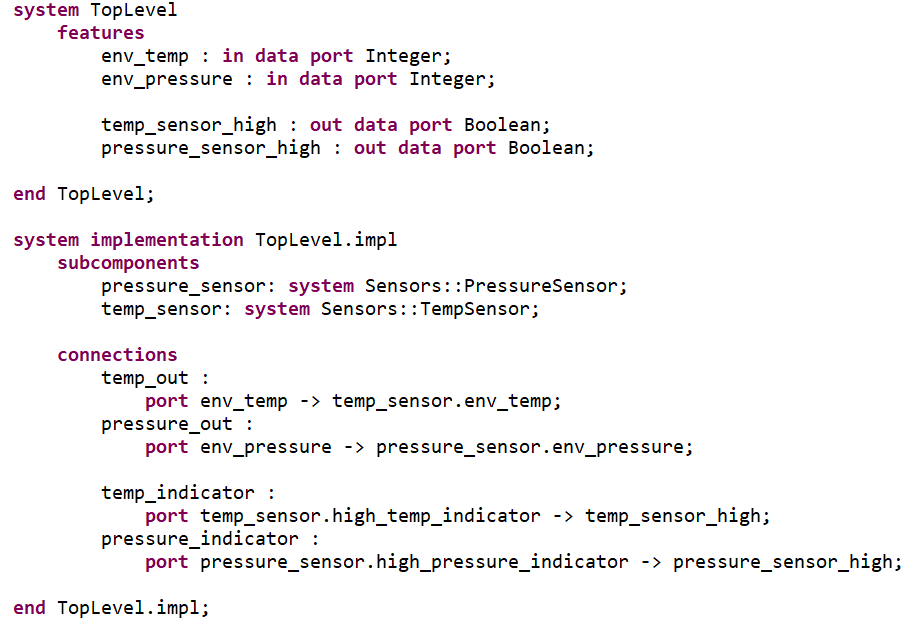 system TopLevel
    features
        env_temp : in data port Integer;
        env_pressure : in data port Integer;

        temp_sensor_high : out data port Boolean;
        pressure_sensor_high : out data port Boolean;

end TopLevel;

system implementation TopLevel.impl
    subcomponents
        pressure_sensor: system Sensors::PressureSensor;
        temp_sensor: system Sensors::TempSensor;

    connections
        temp_out :
            port env_temp -> temp_sensor.env_temp;
        pressure_out :
            port env_pressure -> pressure_sensor.env_pressure;

        temp_indicator :
            port temp_sensor.high_temp_indicator -> temp_sensor_high;
        pressure_indicator :
            port pressure_sensor.high_pressure_indicator -> pressure_sensor_high;

end TopLevel.impl;